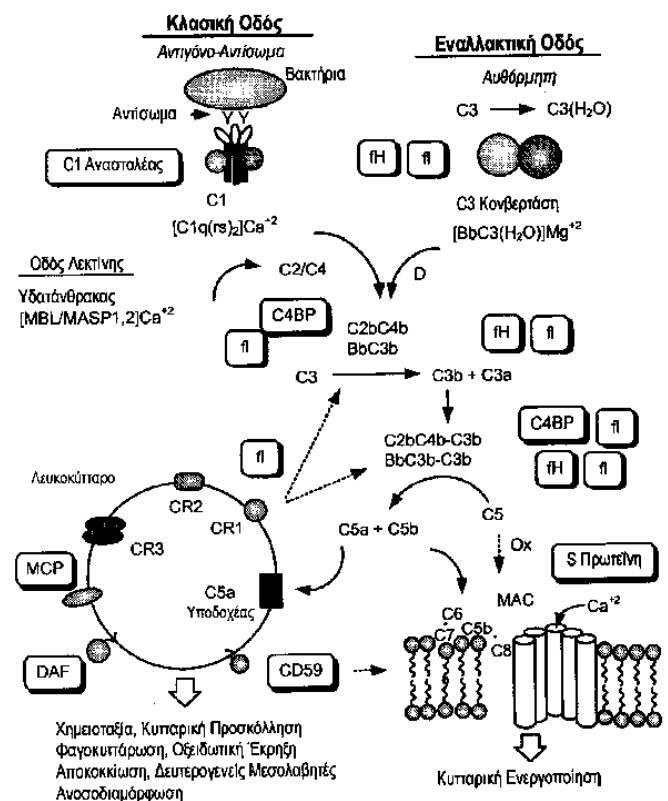 Κλασική Οδός
Αντιγόνο-Αντίσωμα
Βακτήρια
Αντίσωμα
C1 Αναστολέας
C1
[C1q(rs)2]Ca+2
Εναλλακτική Οδός
Αυθόρμητη
C3 C3(H2O)
fH fI
C3 Κονβερτάση
[BbC3(H2O)]Mg+2
Οδός Λεκτίνης
Υδατάνθρακας
[MBL/MASP1,2]Ca+2
C2/C4
D
C4BP
fI
C2bC4b
BbC3b
fH fI
C3 C3b + C3a
C4BP fI
fH fI
C2bC4b-C3b
BbC3b-C3b
fI
Λευκοκύτταρο
CR2
CR1
CR3
C5a + C5b
C5
Ox
S Πρωτεΐνη
MCP
C5a
Υποδοχέας
MAC
Ca+2
C6
C7
C5b
C8
DAF
CD59
Χημειοταξία, Κυτταρική Προσκόλληση
Φαγοκυττάρωση, Οξειδωτική Έκρηξη
Αποκοκκίωση, Δευτερογενείς Μεσολαβητές
Ανοσοδιαμόρφωση
Κυτταρική Ενεργοποίηση